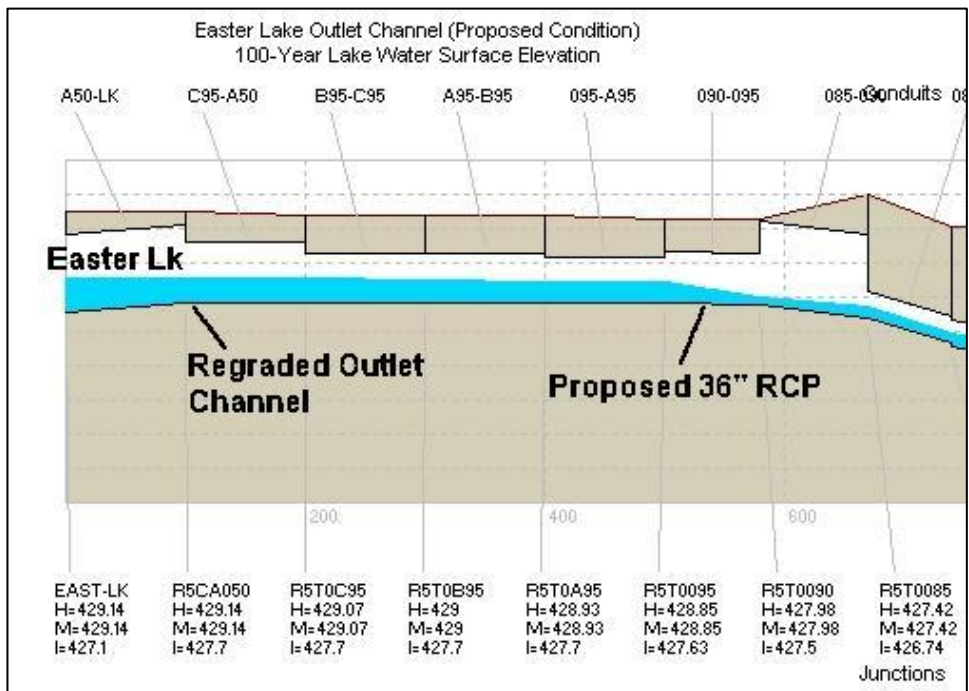 Easter Lake Outlet Channel (Proposed Condition)
100-Year Lake Water Surface Elevation
A50-LK C95-A50 B95-C95 A95-B95 095-A95 090-095 085-090 08
Conduits
Easter Lk
Regraded Outlet
Channel
Proposed 36" RCP
200 400 600
EAST-LK R5CA050 R5T0C95 R5T0B95 R5T0A95 R5T0095 R5T0090 R5T0085
H=429.14 H=429.14 H=429.07 H=429 H=428.93 H=428.85 H=427.98 H=427.42
M=429.14 M=429.14 M=429.07 M=429 M=428.93 M=428.85 M=427.98 M=427.42
I=427.1 I=427.7 I=427.7 I=427.7 I=427.7 I=427.63 I=427.5 I=426.74
Junctions